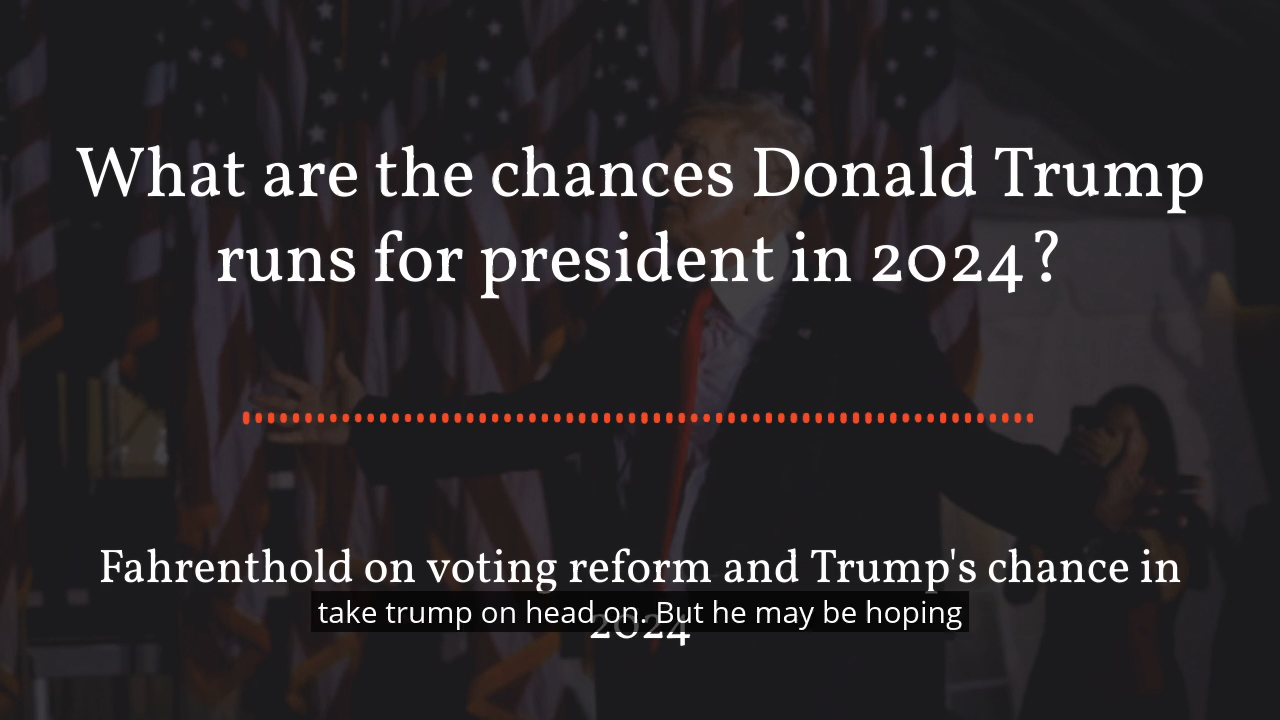 What are the chances Donald Trump
runs for president in 2024?
Fahrenthold on voting reform and Trump's chance in
take trump on head on. But he may be hoping
2024